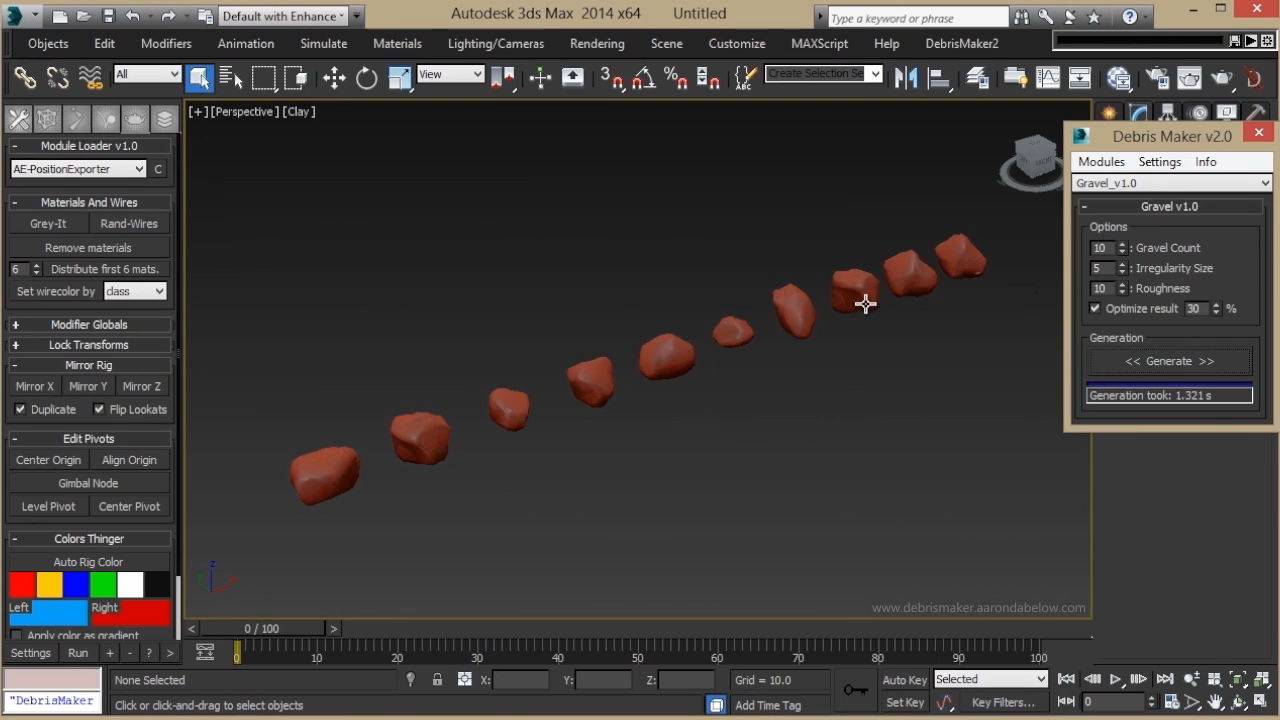 Default with Enhance
Autodesk 3ds Max 2014 x64 Untitled
Type a keyword or phrase
Objects Edit Modifiers Animation Simulate Materials Lighting/Cameras Rendering Scene Customize MAXScript Help DebrisMaker2
All
View
3
%
ABC
Create Selection Se
[+] [Perspective] [Clay]
FRONT
- Module Loader v1.0
AE-PositionExporter C
- Materials And Wires
Grey-It Rand-Wires
Remove materials
6 Distribute first 6 mats.
Set wirecolor by class
+ Modifier Globals
+ Lock Transforms
- Mirror Rig
Mirror X Mirror Y Mirror Z
Duplicate Flip Lookats
- Edit Pivots
Center Origin Align Origin
Gimbal Node
Level Pivot Center Pivot
- Colors Thinger
Auto Rig Color
Left Right
Apply color as gradient
Settings Run + - ? >
Debris Maker v2.0
Modules Settings Info
Gravel_v1.0
- Gravel v1.0
Options
10 : Gravel Count
5 : Irregularity Size
10 : Roughness
Optimize result 30 %
Generation
<< Generate >>
Generation took: 1.321 s
z
www.debrismaker.aarondabelow.com
< 0 / 100 >
0 10 20 30 40 50 60 70 80 90 100
None Selected X: Y: Z: Grid = 10.0 Auto Key Selected
"DebrisMaker Click or click-and-drag to select objects Add Time Tag Set Key Key Filters... 0